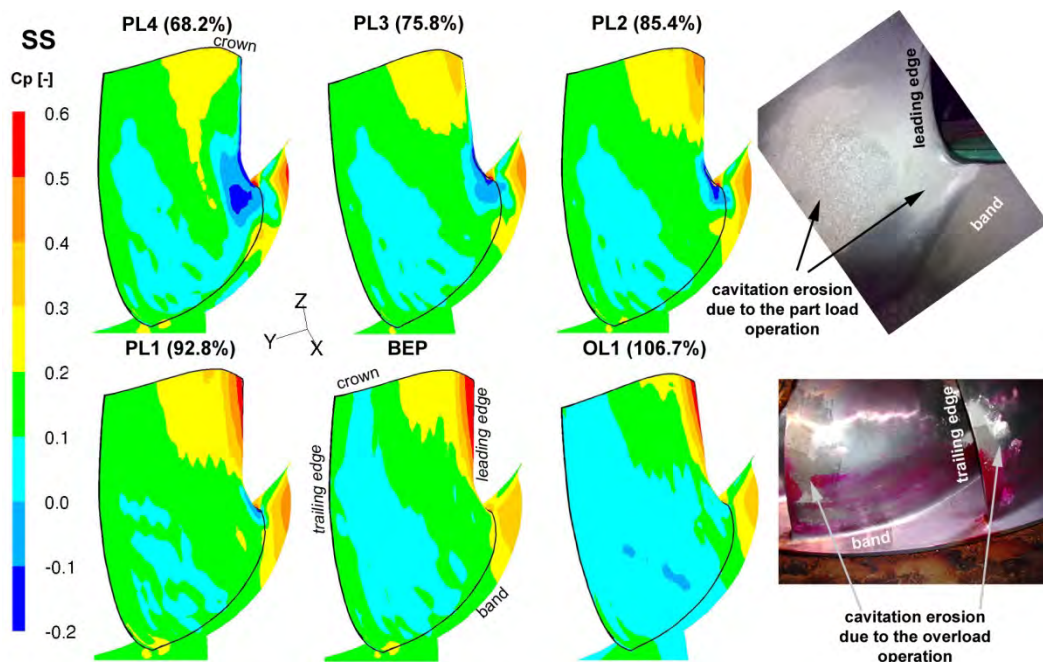 SS
Cp [-]
0.6
0.5
0.4
0.3
0.2
0.1
0.0
-0.1
-0.2
PL4 (68.2%)
crown
PL3 (75.8%)
PL2 (85.4%)
leading edge
band
cavitation erosion
due to the part load
operation
Z
Y
X
PL1 (92.8%)
BEP
crown
trailing edge
leading edge
band
OL1 (106.7%)
trailing edge
band
cavitation erosion
due to the overload
operation